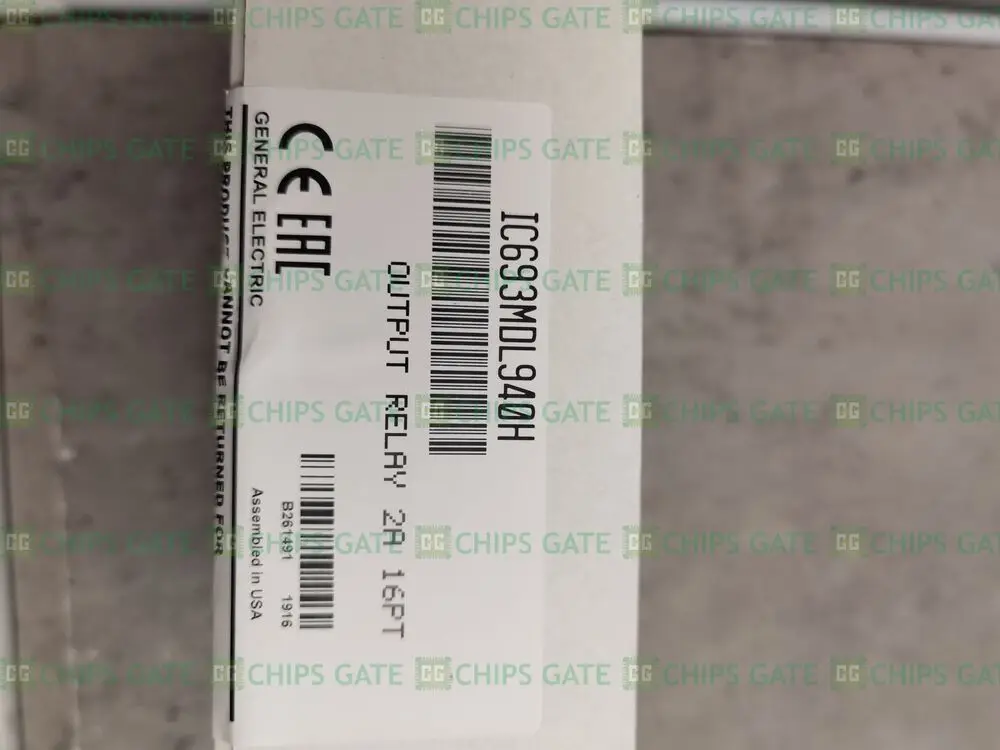 IC693MDL940H
OUTPUT RELAY 2A 16PT
CE EAC
B261491 1916
GENERAL ELECTRIC
Assembled in USA
THIS PRODUCT CANNOT BE RETURNED FOR
CG CHIPS GATE